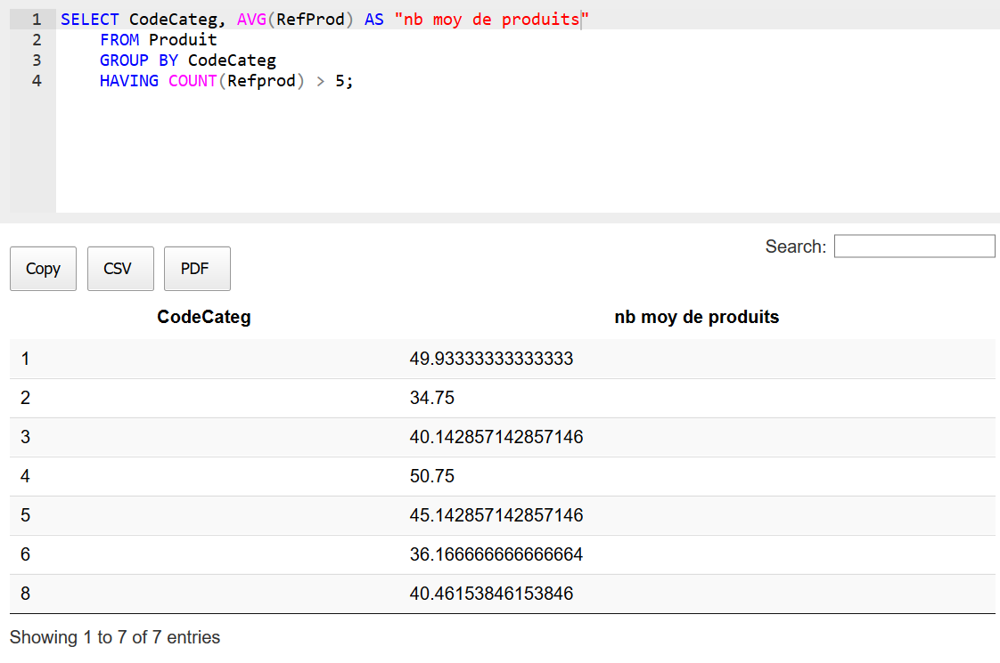 1 SELECT CodeCateg, AVG(RefProd) AS "nb moy de produits"
2 FROM Produit
3 GROUP BY CodeCateg
4 HAVING COUNT(Refprod) > 5;
Search:
Copy CSV PDF
CodeCateg nb moy de produits
1 49.93333333333333
2 34.75
3 40.142857142857146
4 50.75
5 45.142857142857146
6 36.166666666666664
8 40.46153846153846
Showing 1 to 7 of 7 entries